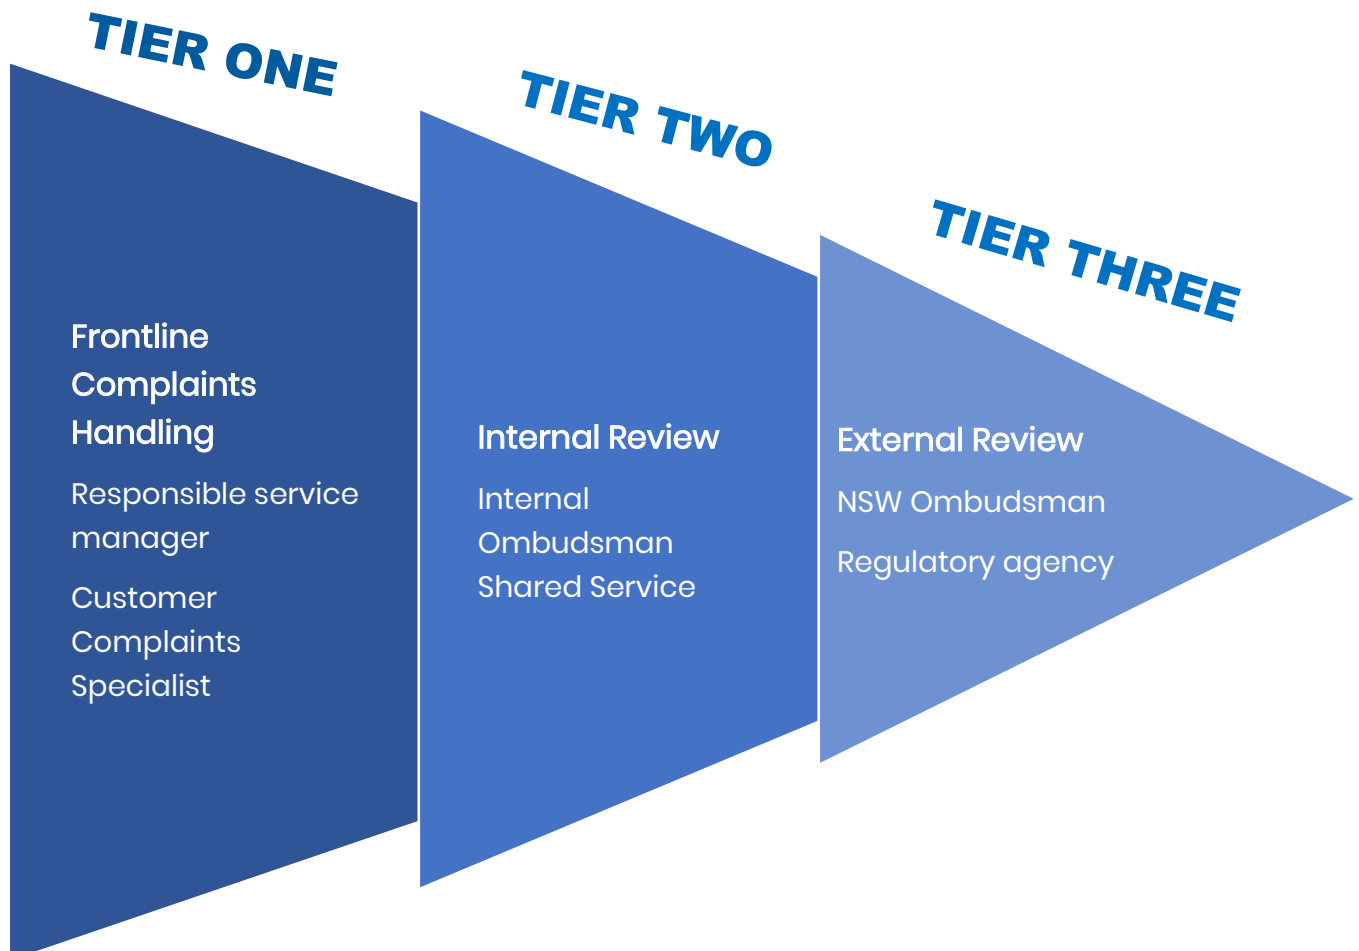 TIER ONE
Frontline
Complaints
Handling
Responsible service
manager
Customer
Complaints
Specialist
TIER TWO
Internal Review
Internal
Ombudsman
Shared Service
TIER THREE
External Review
NSW Ombudsman
Regulatory agency